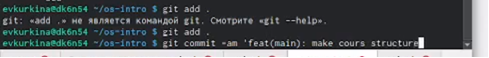 evkurkina@dk6n54 ~/os-intro $ git add .
git: «add .» не является командой git. Смотрите «git --help».
evkurkina@dk6n54 ~/os-intro $ git add .
evkurkina@dk6n54 ~/os-intro $ git commit -am 'feat(main): make cours structure